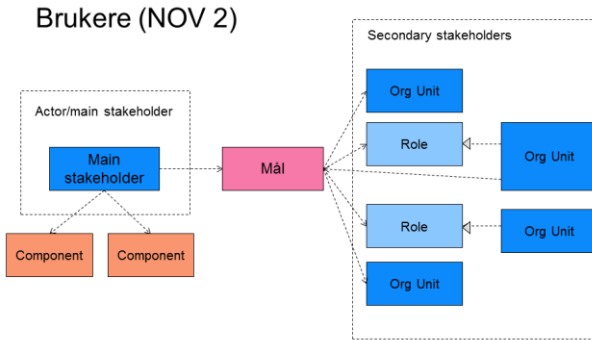 Brukere (NOV 2)
Secondary stakeholders
Actor/main stakeholder
Main
stakeholder
Mål
Org Unit
Role
Org Unit
Role
Org Unit
Org Unit
Component
Component